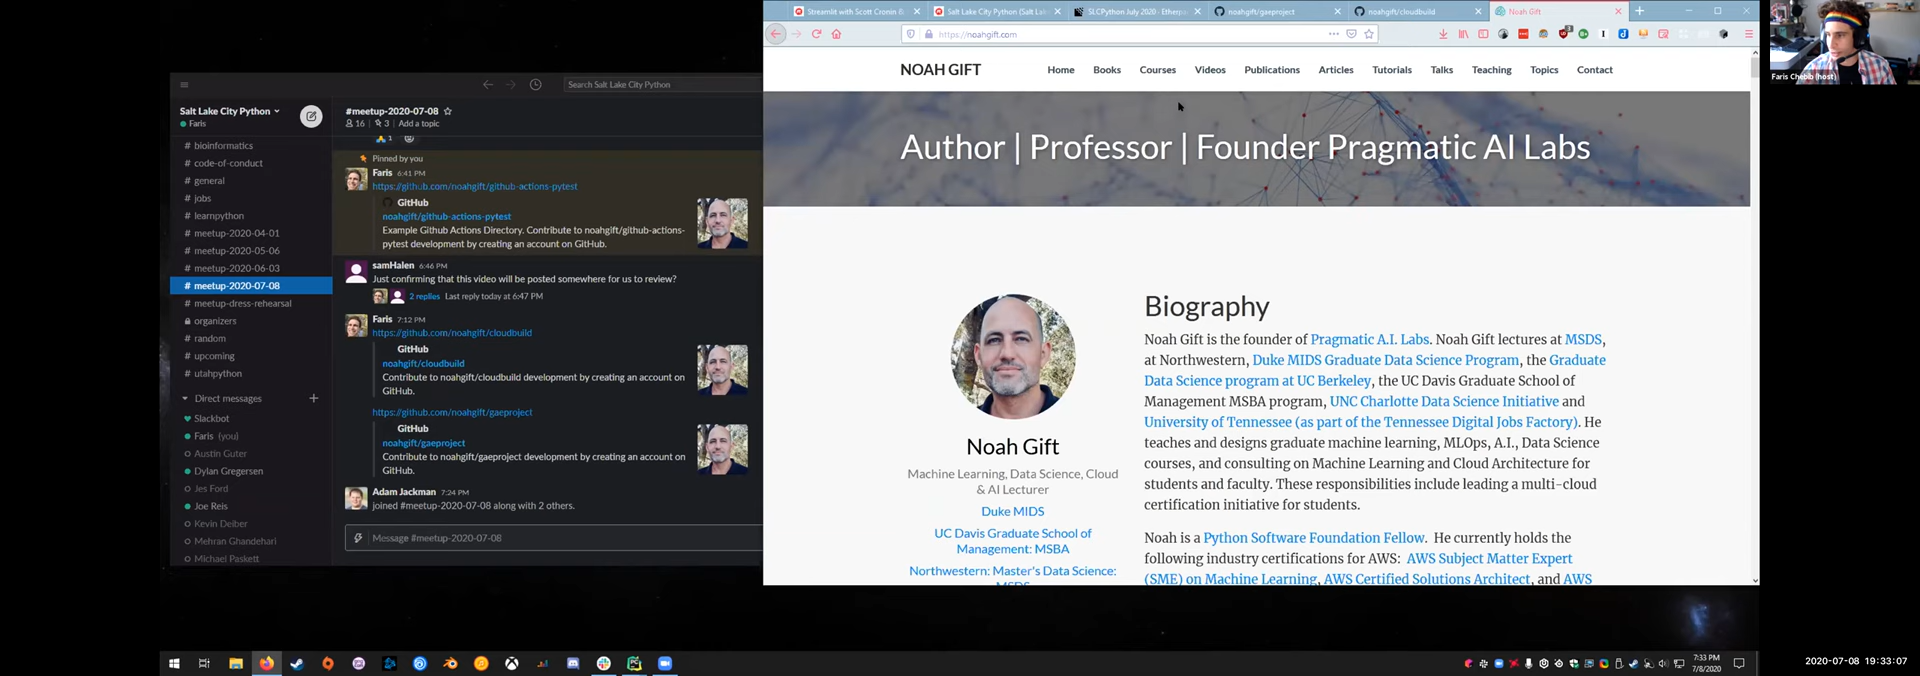 Streamlit with Scott Cronin &
Salt Lake City Python (Salt Lak
SLCPython July 2020 - Etherpa
noahgift/gaeproject
noahgift/cloudbuild
Noah Gift
https://noahgift.com
Faris Chebib (host)
Search Salt Lake City Python
Salt Lake City Python
Faris
# bioinformatics
# code-of-conduct
# general
# jobs
# learnpython
# meetup-2020-04-01
# meetup-2020-05-06
# meetup-2020-06-03
# meetup-2020-07-08
# meetup-dress-rehearsal
organizers
# random
# upcoming
# utahpython
Direct messages
Slackbot
Faris (you)
Austin Guter
Dylan Gregersen
Jes Ford
Joe Reis
Kevin Deiber
Mehran Ghandehari
Michael Paskett
#meetup-2020-07-08
16 | 3 | Add a topic
1
Pinned by you
Faris 6:41 PM
https://github.com/noahgift/github-actions-pytest
GitHub
noahgift/github-actions-pytest
Example Github Actions Directory. Contribute to noahgift/github-actions-
pytest development by creating an account on GitHub.
samHalen 6:46 PM
Just confirming that this video will be posted somewhere for us to review?
2 replies Last reply today at 6:47 PM
Faris 7:12 PM
https://github.com/noahgift/cloudbuild
GitHub
noahgift/cloudbuild
Contribute to noahgift/cloudbuild development by creating an account on
GitHub.
https://github.com/noahgift/gaeproject
GitHub
noahgift/gaeproject
Contribute to noahgift/gaeproject development by creating an account on
GitHub.
Adam Jackman 7:24 PM
joined #meetup-2020-07-08 along with 2 others.
Message #meetup-2020-07-08
NOAH GIFT
Home Books Courses Videos Publications Articles Tutorials Talks Teaching Topics Contact
Author | Professor | Founder Pragmatic AI Labs
Noah Gift
Machine Learning, Data Science, Cloud
& AI Lecturer
Duke MIDS
UC Davis Graduate School of
Management: MSBA
Northwestern: Master's Data Science:
MSDS
Biography
Noah Gift is the founder of Pragmatic A.I. Labs. Noah Gift lectures at MSDS,
at Northwestern, Duke MIDS Graduate Data Science Program, the Graduate
Data Science program at UC Berkeley, the UC Davis Graduate School of
Management MSBA program, UNC Charlotte Data Science Initiative and
University of Tennessee (as part of the Tennessee Digital Jobs Factory). He
teaches and designs graduate machine learning, MLOps, A.I., Data Science
courses, and consulting on Machine Learning and Cloud Architecture for
students and faculty. These responsibilities include leading a multi-cloud
certification initiative for students.
Noah is a Python Software Foundation Fellow. He currently holds the
following industry certifications for AWS: AWS Subject Matter Expert
(SME) on Machine Learning, AWS Certified Solutions Architect, and AWS
7:33 PM
7/8/2020
2020-07-08 19:33:07